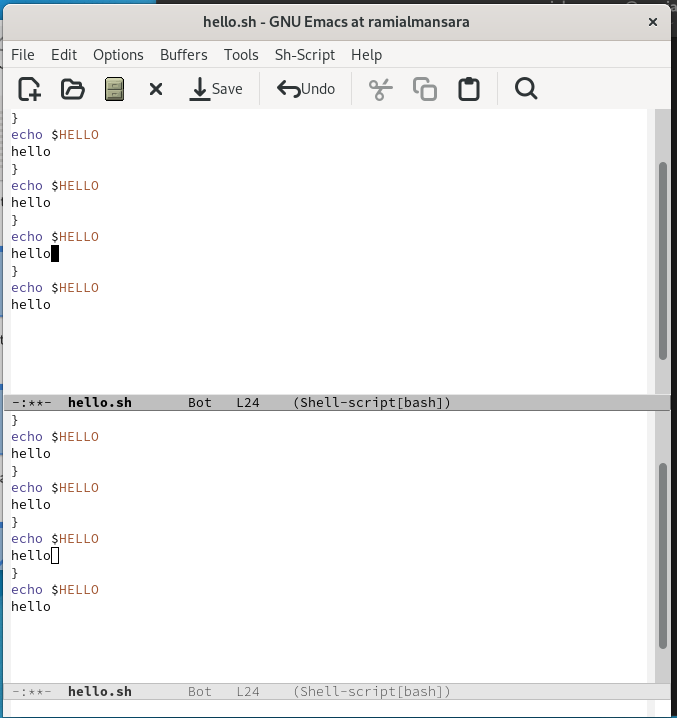 hello.sh - GNU Emacs at ramialmansara ×
File Edit Options Buffers Tools Sh-Script Help
Save Undo
}
echo $HELLO
hello
}
echo $HELLO
hello
}
echo $HELLO
hello
}
echo $HELLO
hello
-:**- hello.sh Bot L24 (Shell-script[bash])
}
echo $HELLO
hello
}
echo $HELLO
hello
}
echo $HELLO
hello
}
echo $HELLO
hello
-:**- hello.sh Bot L24 (Shell-script[bash])